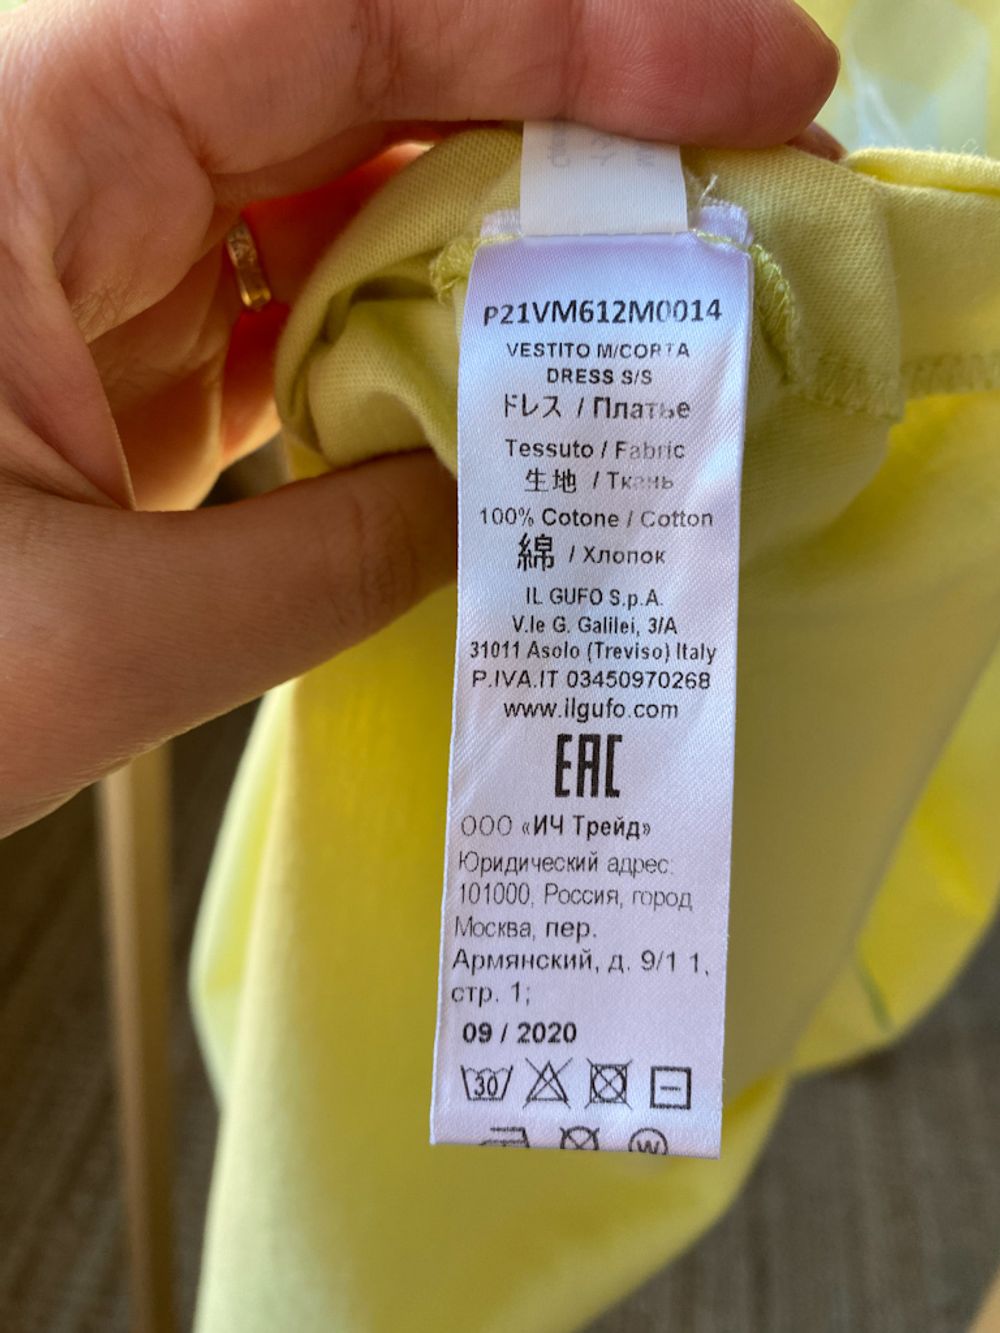 P21VM612M0014
VESTITO M/CORTA
DRESS S/S
ドレス / Платье
Tessuto / Fabric
生地 / Ткань
100% Cotone / Cotton
綿 / Хлопок
IL GUFO S.p.A.
V.le G. Galilei, 3/A
31011 Asolo (Treviso) Italy
P.IVA.IT 03450970268
www.ilgufo.com
EAC
ООО «ИЧ Трейд»
Юридический адрес:
101000, Россия, город
Москва, пер.
Армянский, д. 9/1 1,
стр. 1;
09 / 2020
30
W